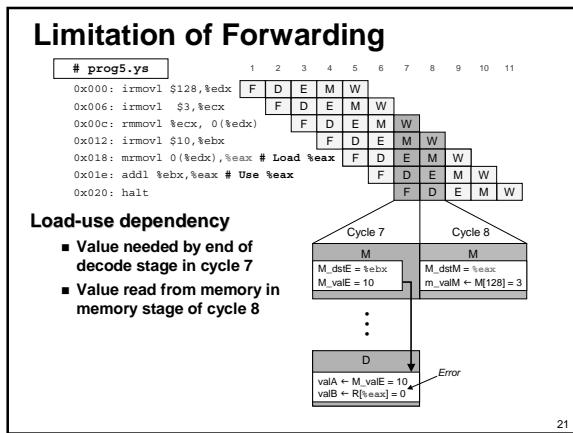 Limitation of Forwarding
# prog5.ys
1 2 3 4 5 6 7 8 9 10 11
0x000: irmovl $128,%edx F D E M W
0x006: irmovl $3,%ecx F D E M W
0x00c: rmmovl %ecx, 0(%edx) F D E M W
0x012: irmovl $10,%ebx F D E M W
0x018: mrmovl 0(%edx),%eax # Load %eax F D E M W
0x01e: addl %ebx,%eax # Use %eax F D E M W
0x020: halt F D E M W
Load-use dependency
■ Value needed by end of
decode stage in cycle 7
■ Value read from memory in
memory stage of cycle 8
Cycle 7 Cycle 8
M M
M_dstE = %ebx M_dstM = %eax
M_valE = 10 m_valM ← M[128] = 3
D
Error
valA ← M_valE = 10
valB ← R[%eax] = 0
21